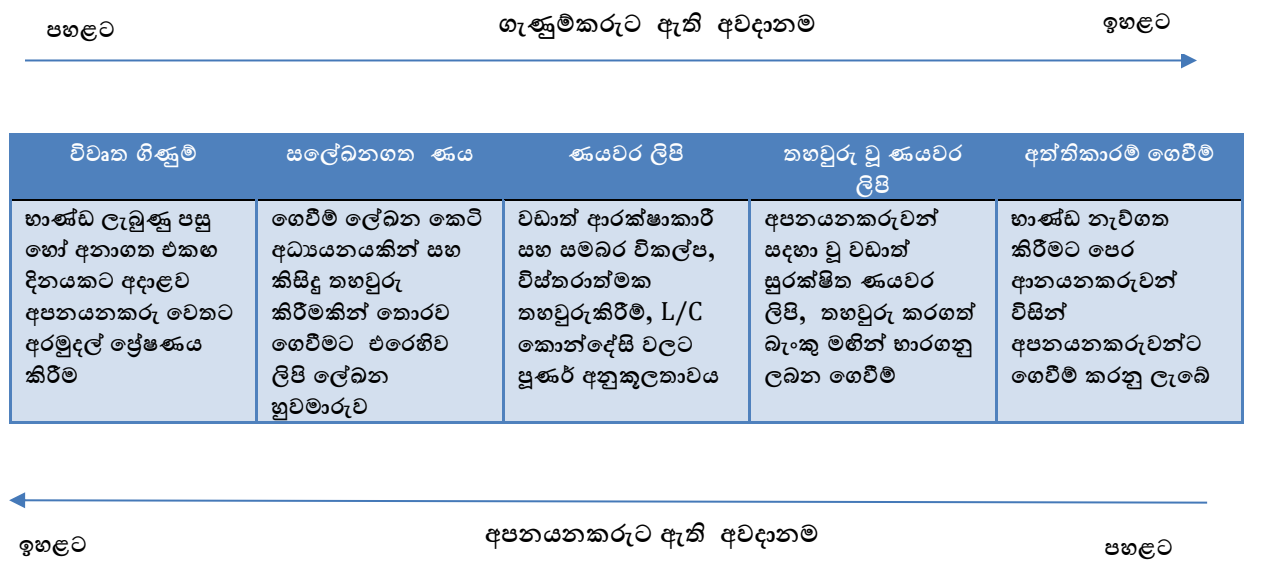 පහළට
ගැණුම්කරුට ඇති අවදානම
ඉහළට
විවෘත ගිණුම්
සලේඛනගත ණය
ණයවර ලිපි
තහවුරු වූ ණයවර
ලිපි
අත්තිකාරම් ගෙවීම්
භාණ්ඩ ලැබුණු පසු
හෝ අනාගත එකඟ
දිනයකට අදාළව
අපනයනකරු වෙතට
අරමුදල් ප්‍රේෂණය
කිරීම
ගෙවීම් ලේඛන කෙටි
අධ්‍යයනයකින් සහ
කිසිදු තහවුරු
කිරීමකින් තොරව
ගෙවීමට එරෙහිව
ලිපි ලේඛන
හුවමාරුව
වඩාත් ආරක්ෂාකාරී
සහ සමබර විකල්ප,
විස්තරාත්මක
තහවුරුකිරීම්, L/C
කොන්දේසි වලට
පූණර් අනුකූලතාවය
අපනයනකරුවන්
සදහා වූ වඩාත්
සුරක්ෂිත ණයවර
ලිපි, තහවුරු කරගත්
බැංකු මඟින් භාරගනු
ලබන ගෙවීම්
භාණ්ඩ නැව්ගත
කිරීමට පෙර
ආනයනකරුවන්
විසින්
අපනයනකරුවන්ට
ගෙවීම් කරනු ලැබේ
ඉහළට
අපනයනකරුට ඇති අවදානම
පහළට